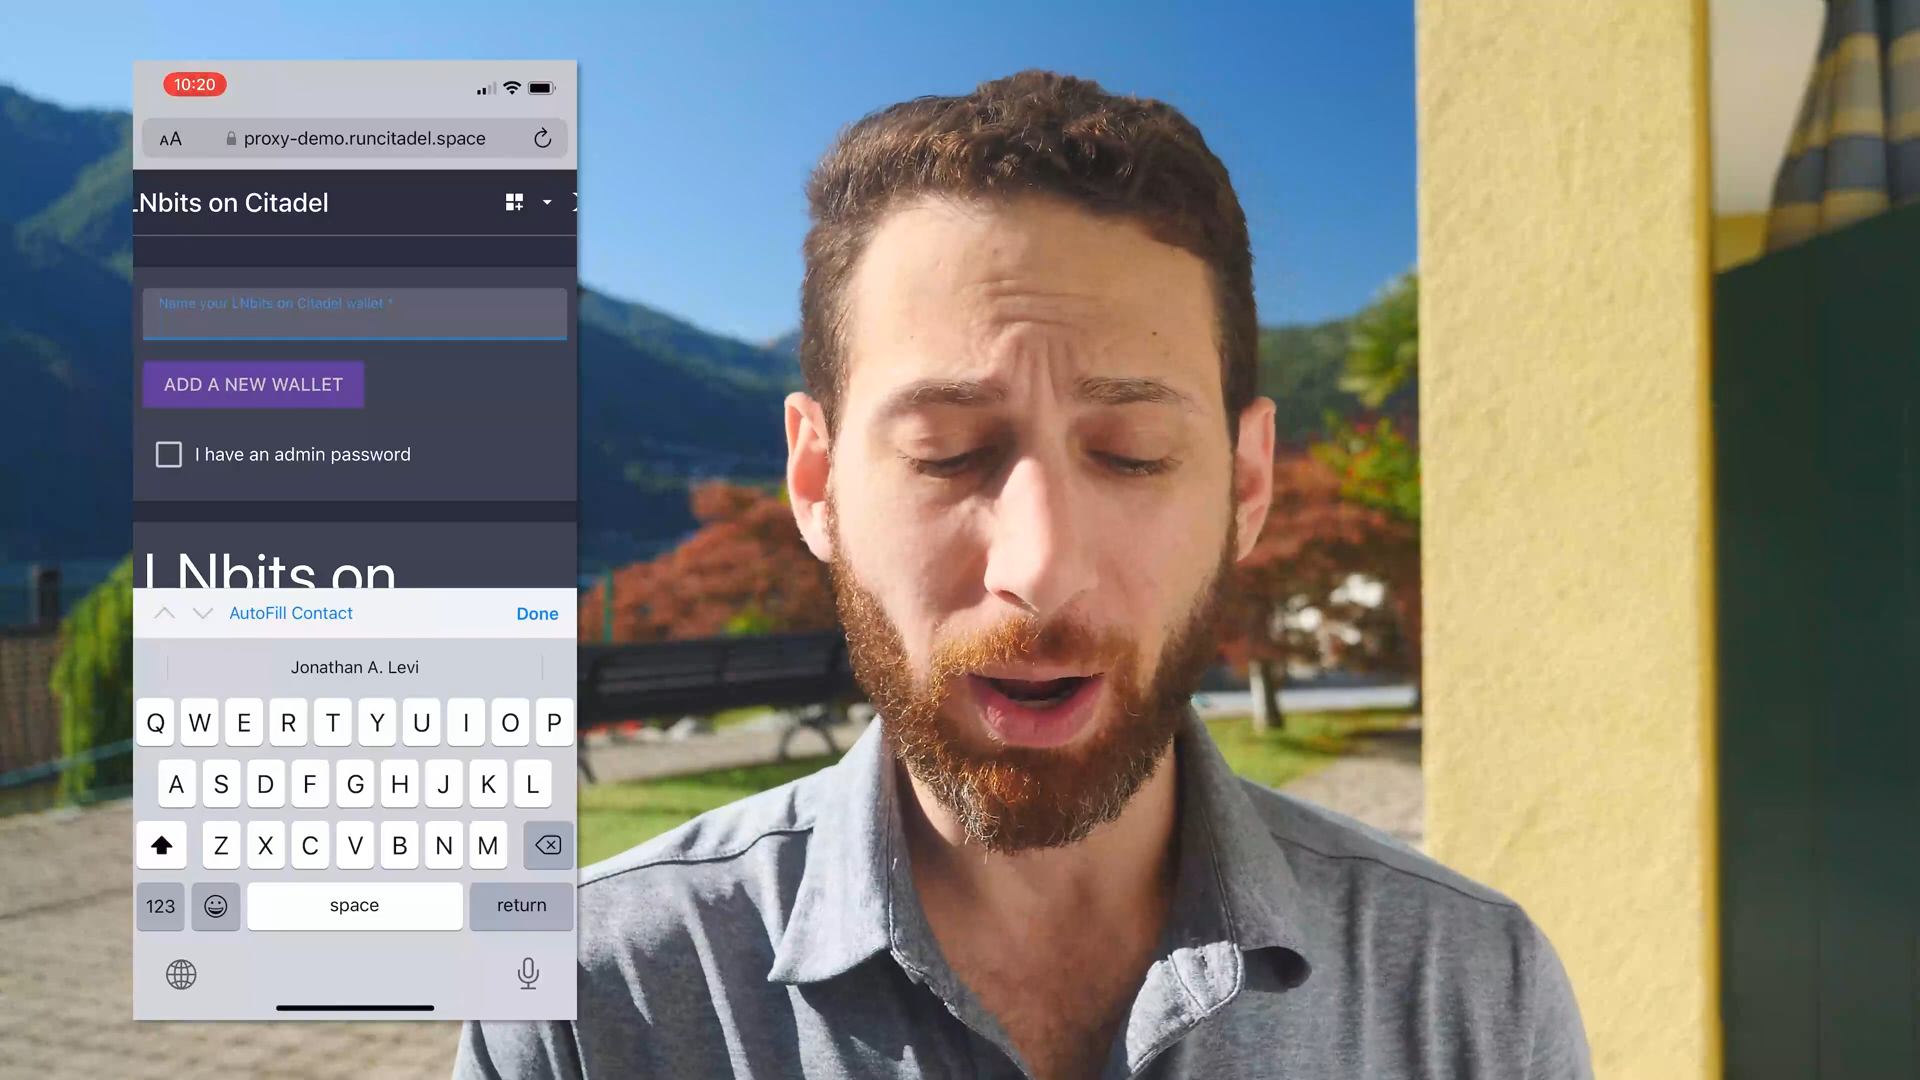 10:20
AA proxy-demo.runcitadel.space
LNbits on Citadel
Name your LNbits on Citadel wallet *
ADD A NEW WALLET
I have an admin password
LNbits on
AutoFill Contact Done
Jonathan A. Levi
Q W E R T Y U I O P
A S D F G H J K L
Z X C V B N M
123 space return